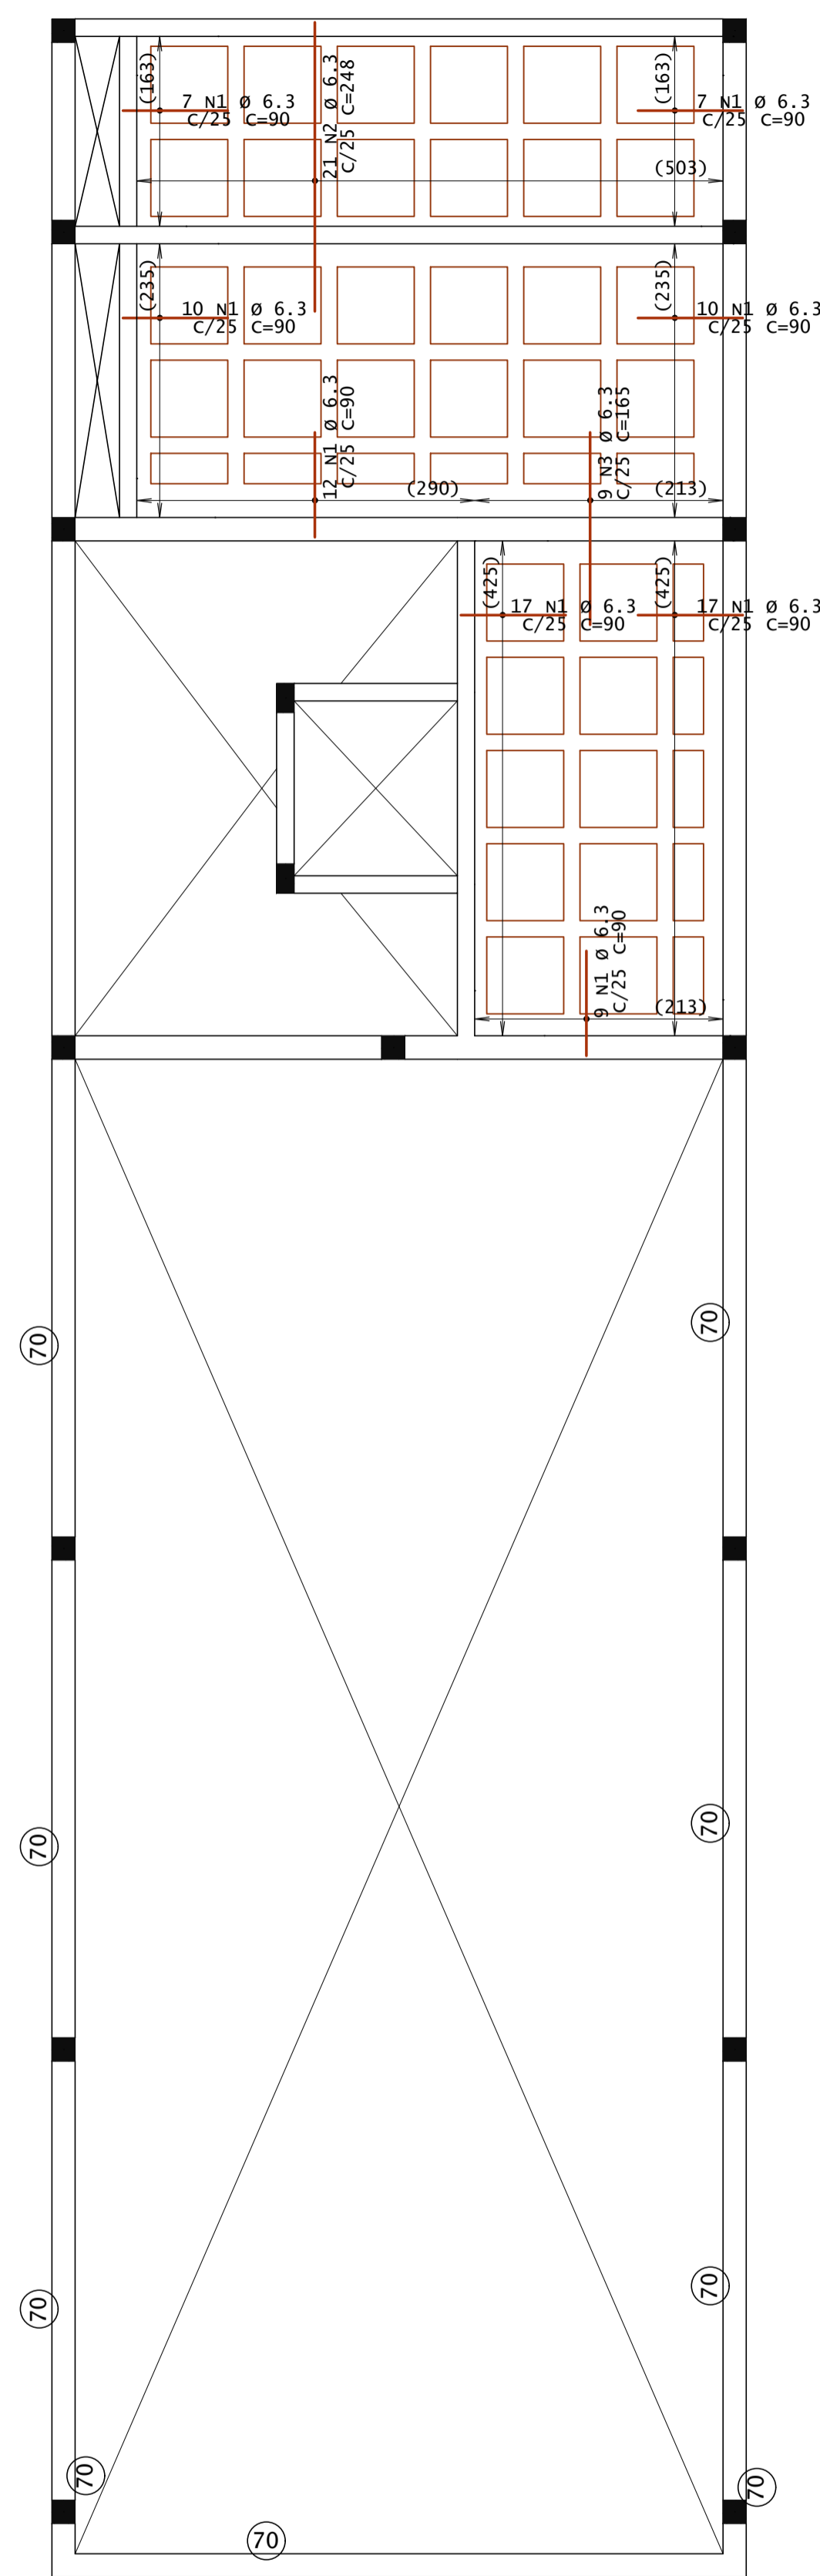 (163)
7 N1 Ø 6.3
C/25 C=90
21 N2 Ø 6.3
C/25 C=248
(163)
7 N1 Ø 6.3
C/25 C=90
(503)
(235)
10 N1 Ø 6.3
C/25 C=90
(235)
10 N1 Ø 6.3
C/25 C=90
12 N1 Ø 6.3
C/25 C=90
(290)
9 N3 Ø 6.3
C/25 C=165
(213)
(425)
17 N1 Ø 6.3
C/25 C=90
(425)
17 N1 Ø 6.3
C/25 C=90
9 N1 Ø 6.3
C/25 C=90
(213)
70
70
70
70
70
70
70
70
70